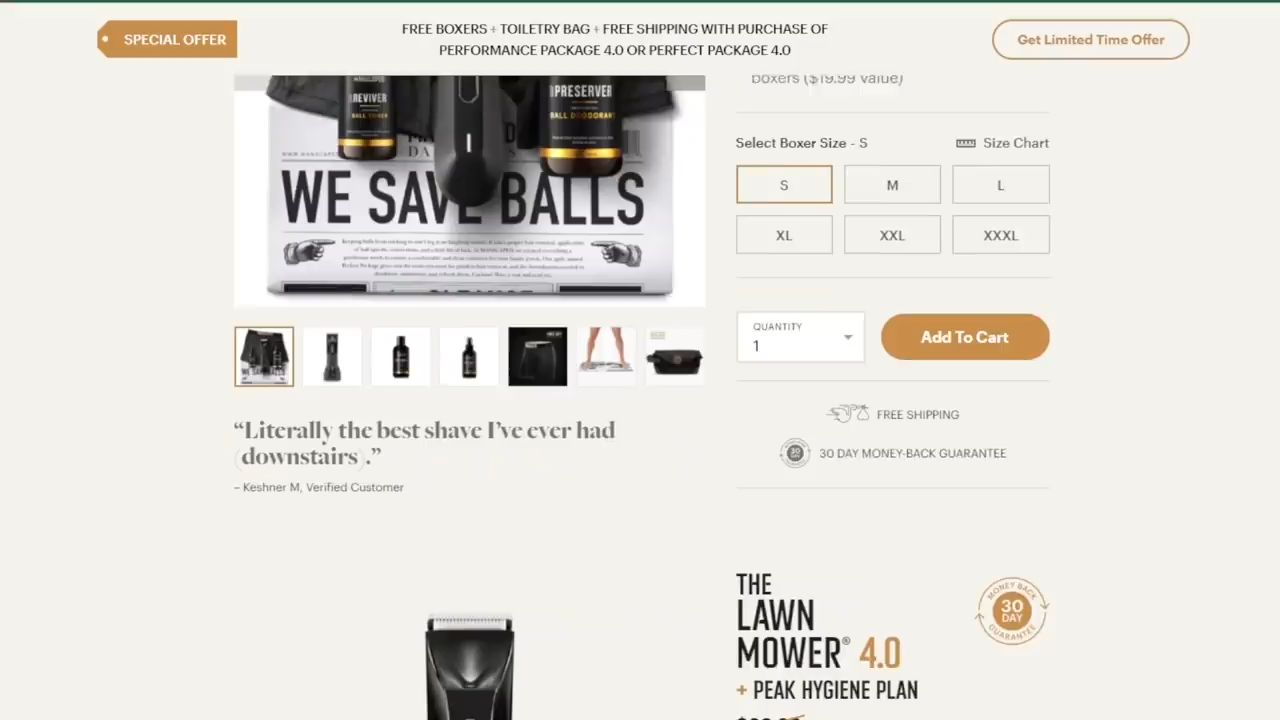 SPECIAL OFFER
FREE BOXERS + TOILETRY BAG + FREE SHIPPING WITH PURCHASE OF
PERFORMANCE PACKAGE 4.0 OR PERFECT PACKAGE 4.0
Get Limited Time Offer
boxers ($19.99 value)
REVIVER
BALL TONER
PRESERVER
BALL DEODORANT
WE SAVE BALLS
Select Boxer Size - S
Size Chart
S
M
L
XL
XXL
XXXL
QUANTITY
1
Add To Cart
FREE SHIPPING
30 DAY MONEY-BACK GUARANTEE
“Literally the best shave I’ve ever had
downstairs .”
– Keshner M, Verified Customer
THE
LAWN
MOWER® 4.0
+ PEAK HYGIENE PLAN
MONEY BACK
30
DAY
GUARANTEE